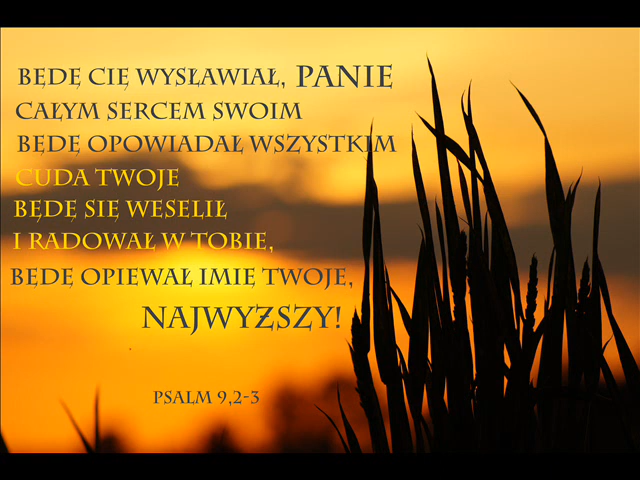 BĘDĘ CIĘ WYSŁAWIAŁ, PANIE
CAŁYM SERCEM SWOIM
BĘDĘ OPOWIADAŁ WSZYSTKIM
CUDA TWOJE
BĘDĘ SIĘ WESELIŁ
I RADOWAŁ W TOBIE,
BĘDĘ OPIEWAŁ IMIE TWOJE,
NAJWYŻSZY!
PSALM 9,2-3